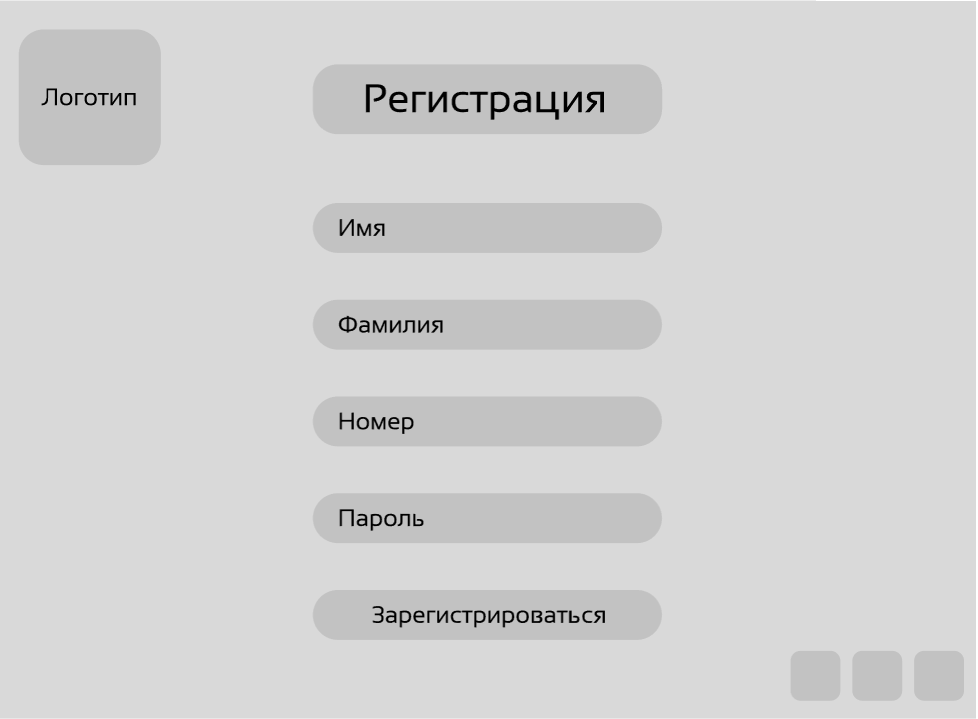 Логотип
Регистрация
Имя
Фамилия
Номер
Пароль
Зарегистрироваться